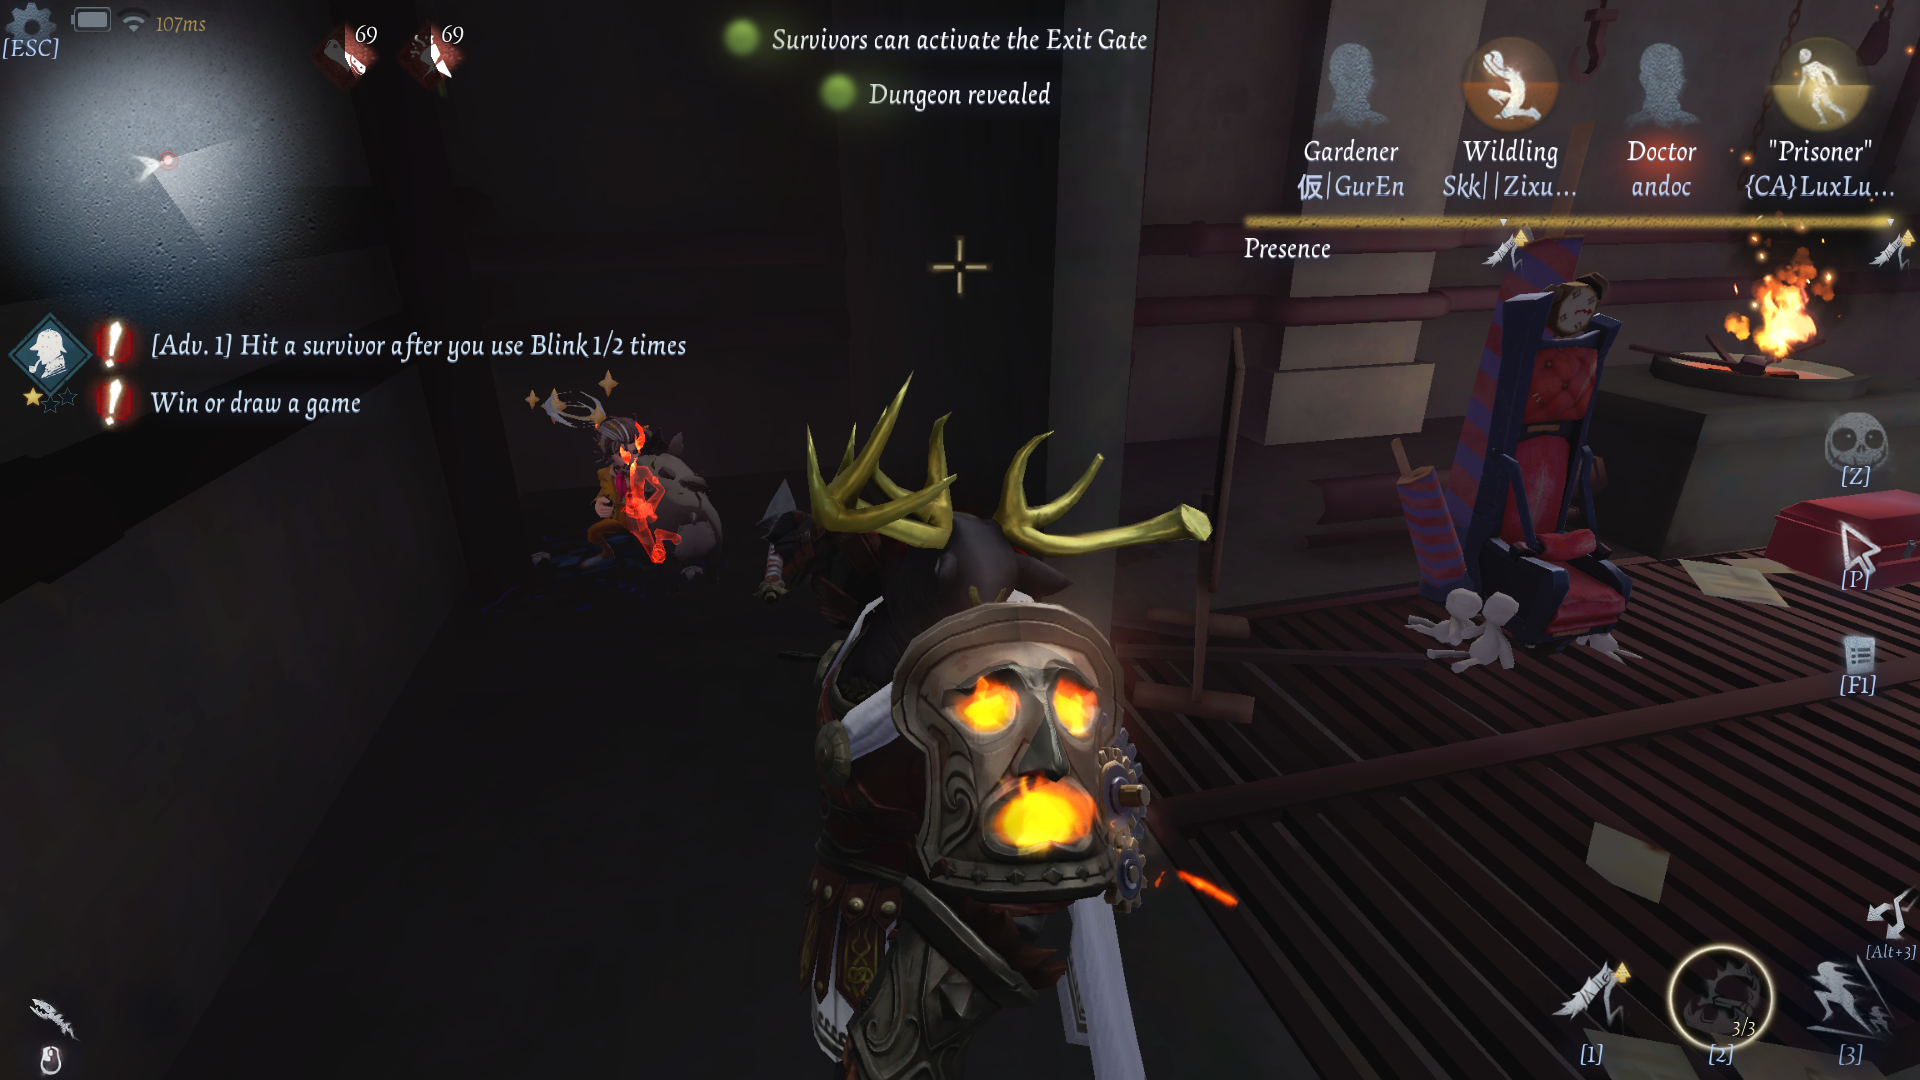 107ms
[ESC]
69
69
Survivors can activate the Exit Gate
Dungeon revealed
Gardener
仮|GurEn
Wildling
Skk||Zixu...
Doctor
andoc
"Prisoner"
{CA}LuxLu...
Presence
[Adv. 1] Hit a survivor after you use Blink 1/2 times
Win or draw a game
[Z]
[P]
[F1]
[Alt+3]
3/3
[1]
[2]
[3]